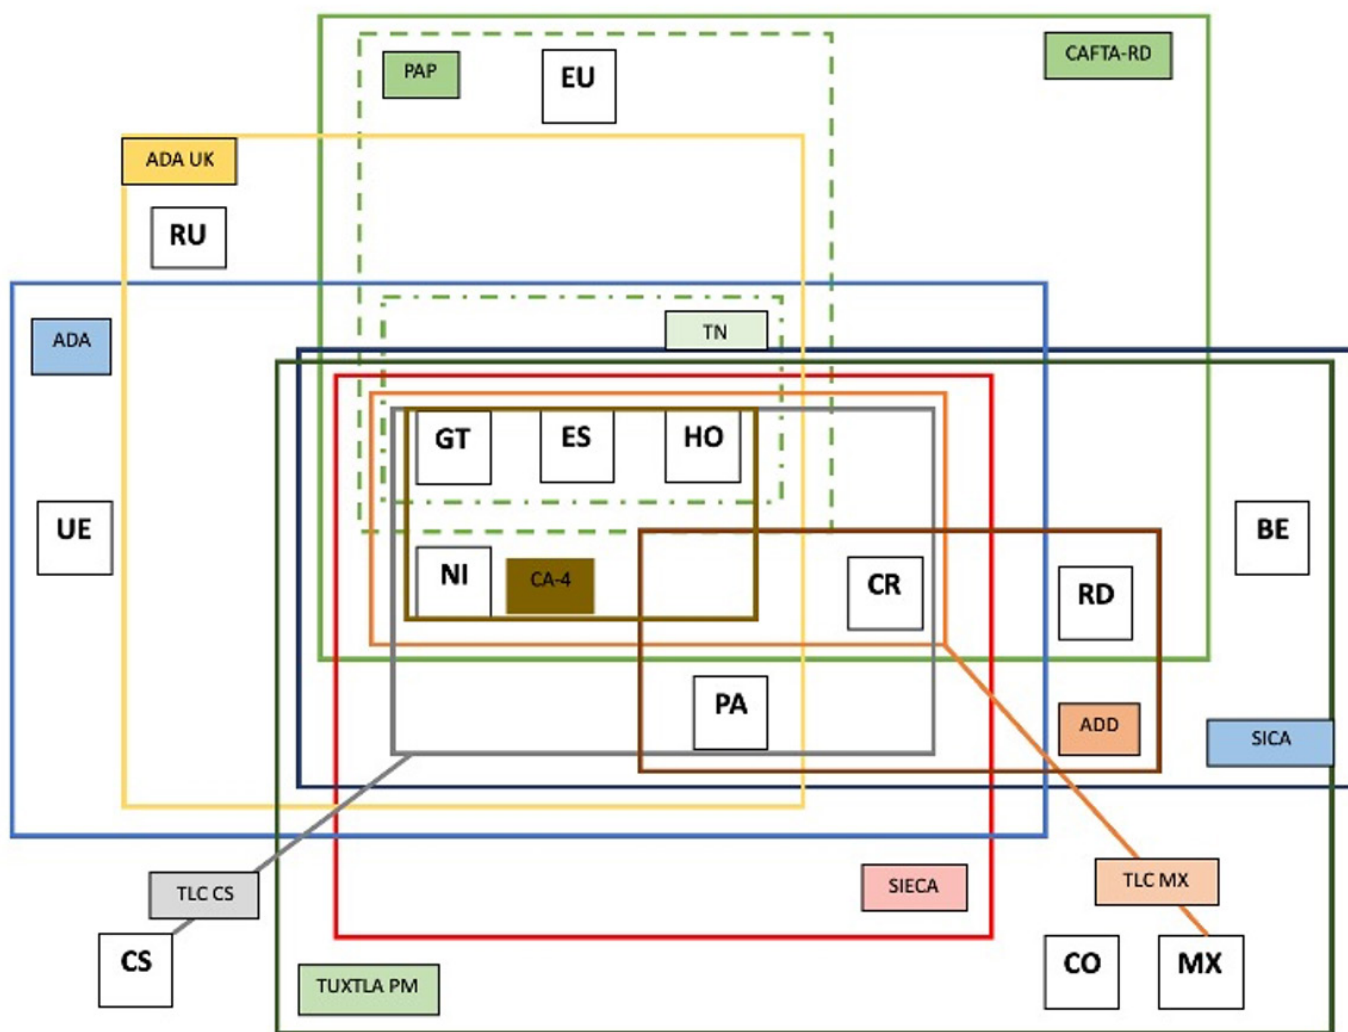 PAP
EU
CAFTA-RD
ADA UK
RU
ADA
TN
GT
ES
HO
UE
BE
NI
CA-4
CR
RD
PA
ADD
SICA
TLC CS
SIECA
TLC MX
CS
CO
MX
TUXTLA PM